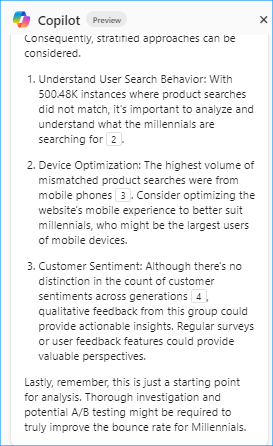 Copilot Preview
Consequently, stratified approaches can be
considered.
1. Understand User Search Behavior: With
500.48K instances where product searches
did not match, it's important to analyze and
understand what the millennials are
searching for 2 .
2. Device Optimization: The highest volume of
mismatched product searches were from
mobile phones 3 . Consider optimizing the
website's mobile experience to better suit
millennials, who might be the largest users
of mobile devices.
3. Customer Sentiment: Although there's no
distinction in the count of customer
sentiments across generations 4 ,
qualitative feedback from this group could
provide actionable insights. Regular surveys
or user feedback features could provide
valuable perspectives.
Lastly, remember, this is just a starting point
for analysis. Thorough investigation and
potential A/B testing might be required to
truly improve the bounce rate for Millennials.